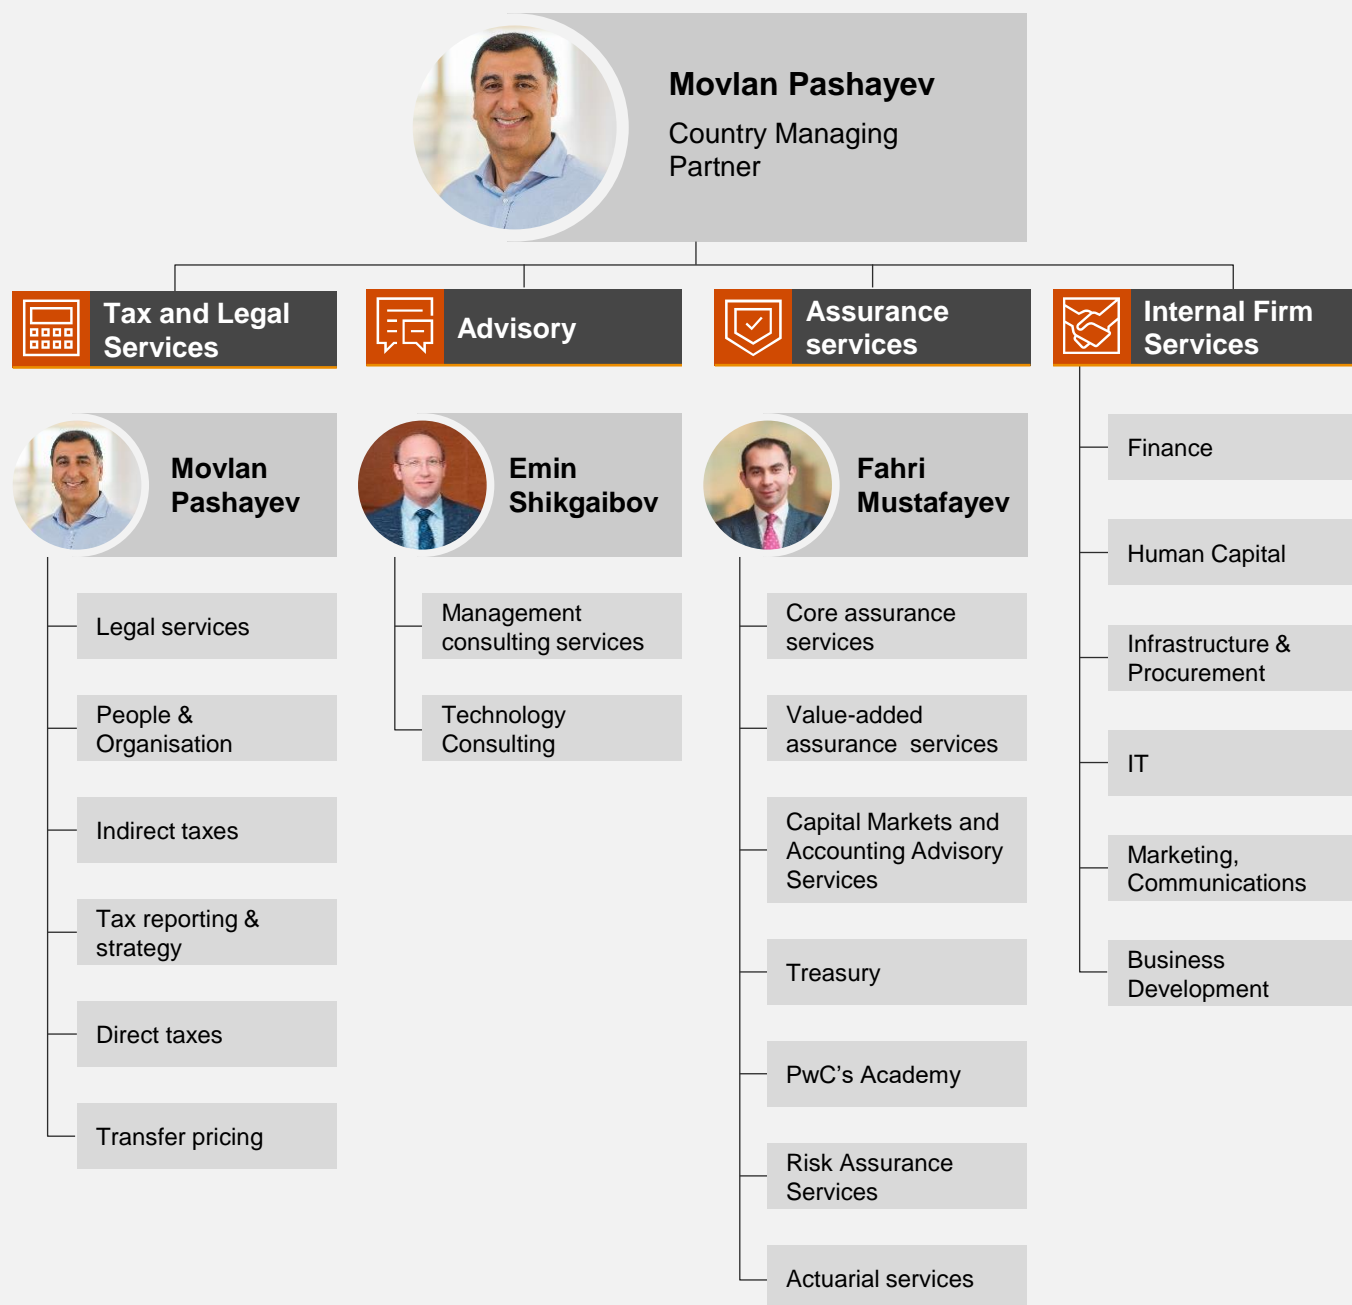 Movlan Pashayev
Country Managing
Partner
Tax and Legal
Services
Advisory
Assurance
services
Internal Firm
Services
Movlan
Pashayev
Legal services
People &
Organisation
Indirect taxes
Tax reporting &
strategy
Direct taxes
Transfer pricing
Emin
Shikgaibov
Management
consulting services
Technology
Consulting
Fahri
Mustafayev
Core assurance
services
Value-added
assurance  services
Capital Markets and
Accounting Advisory
Services
Treasury
PwC’s Academy
Risk Assurance
Services
Actuarial services
Finance
Human Capital
Infrastructure &
Procurement
IT
Marketing,
Communications
Business
Development